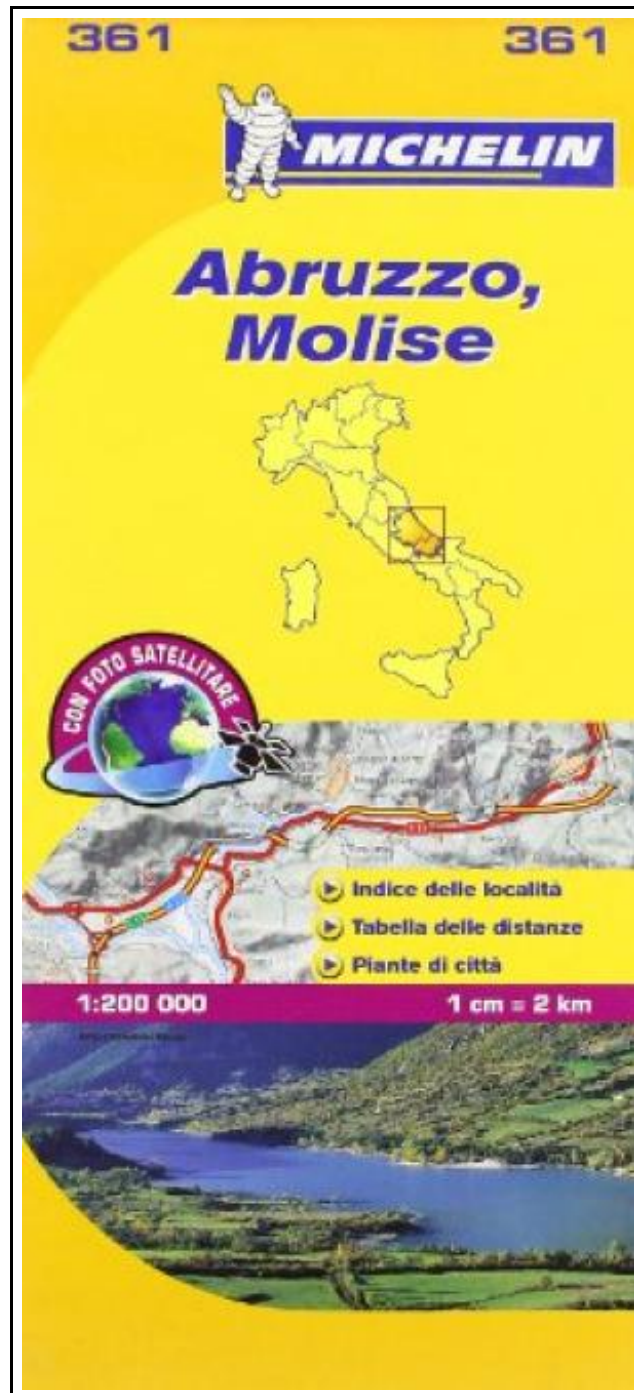 361 361
MICHELIN
Abruzzo,
Molise
CON FOTO SATELLITARE
Indice delle località
Tabella delle distanze
Piante di città
1:200 000 1 cm = 2 km